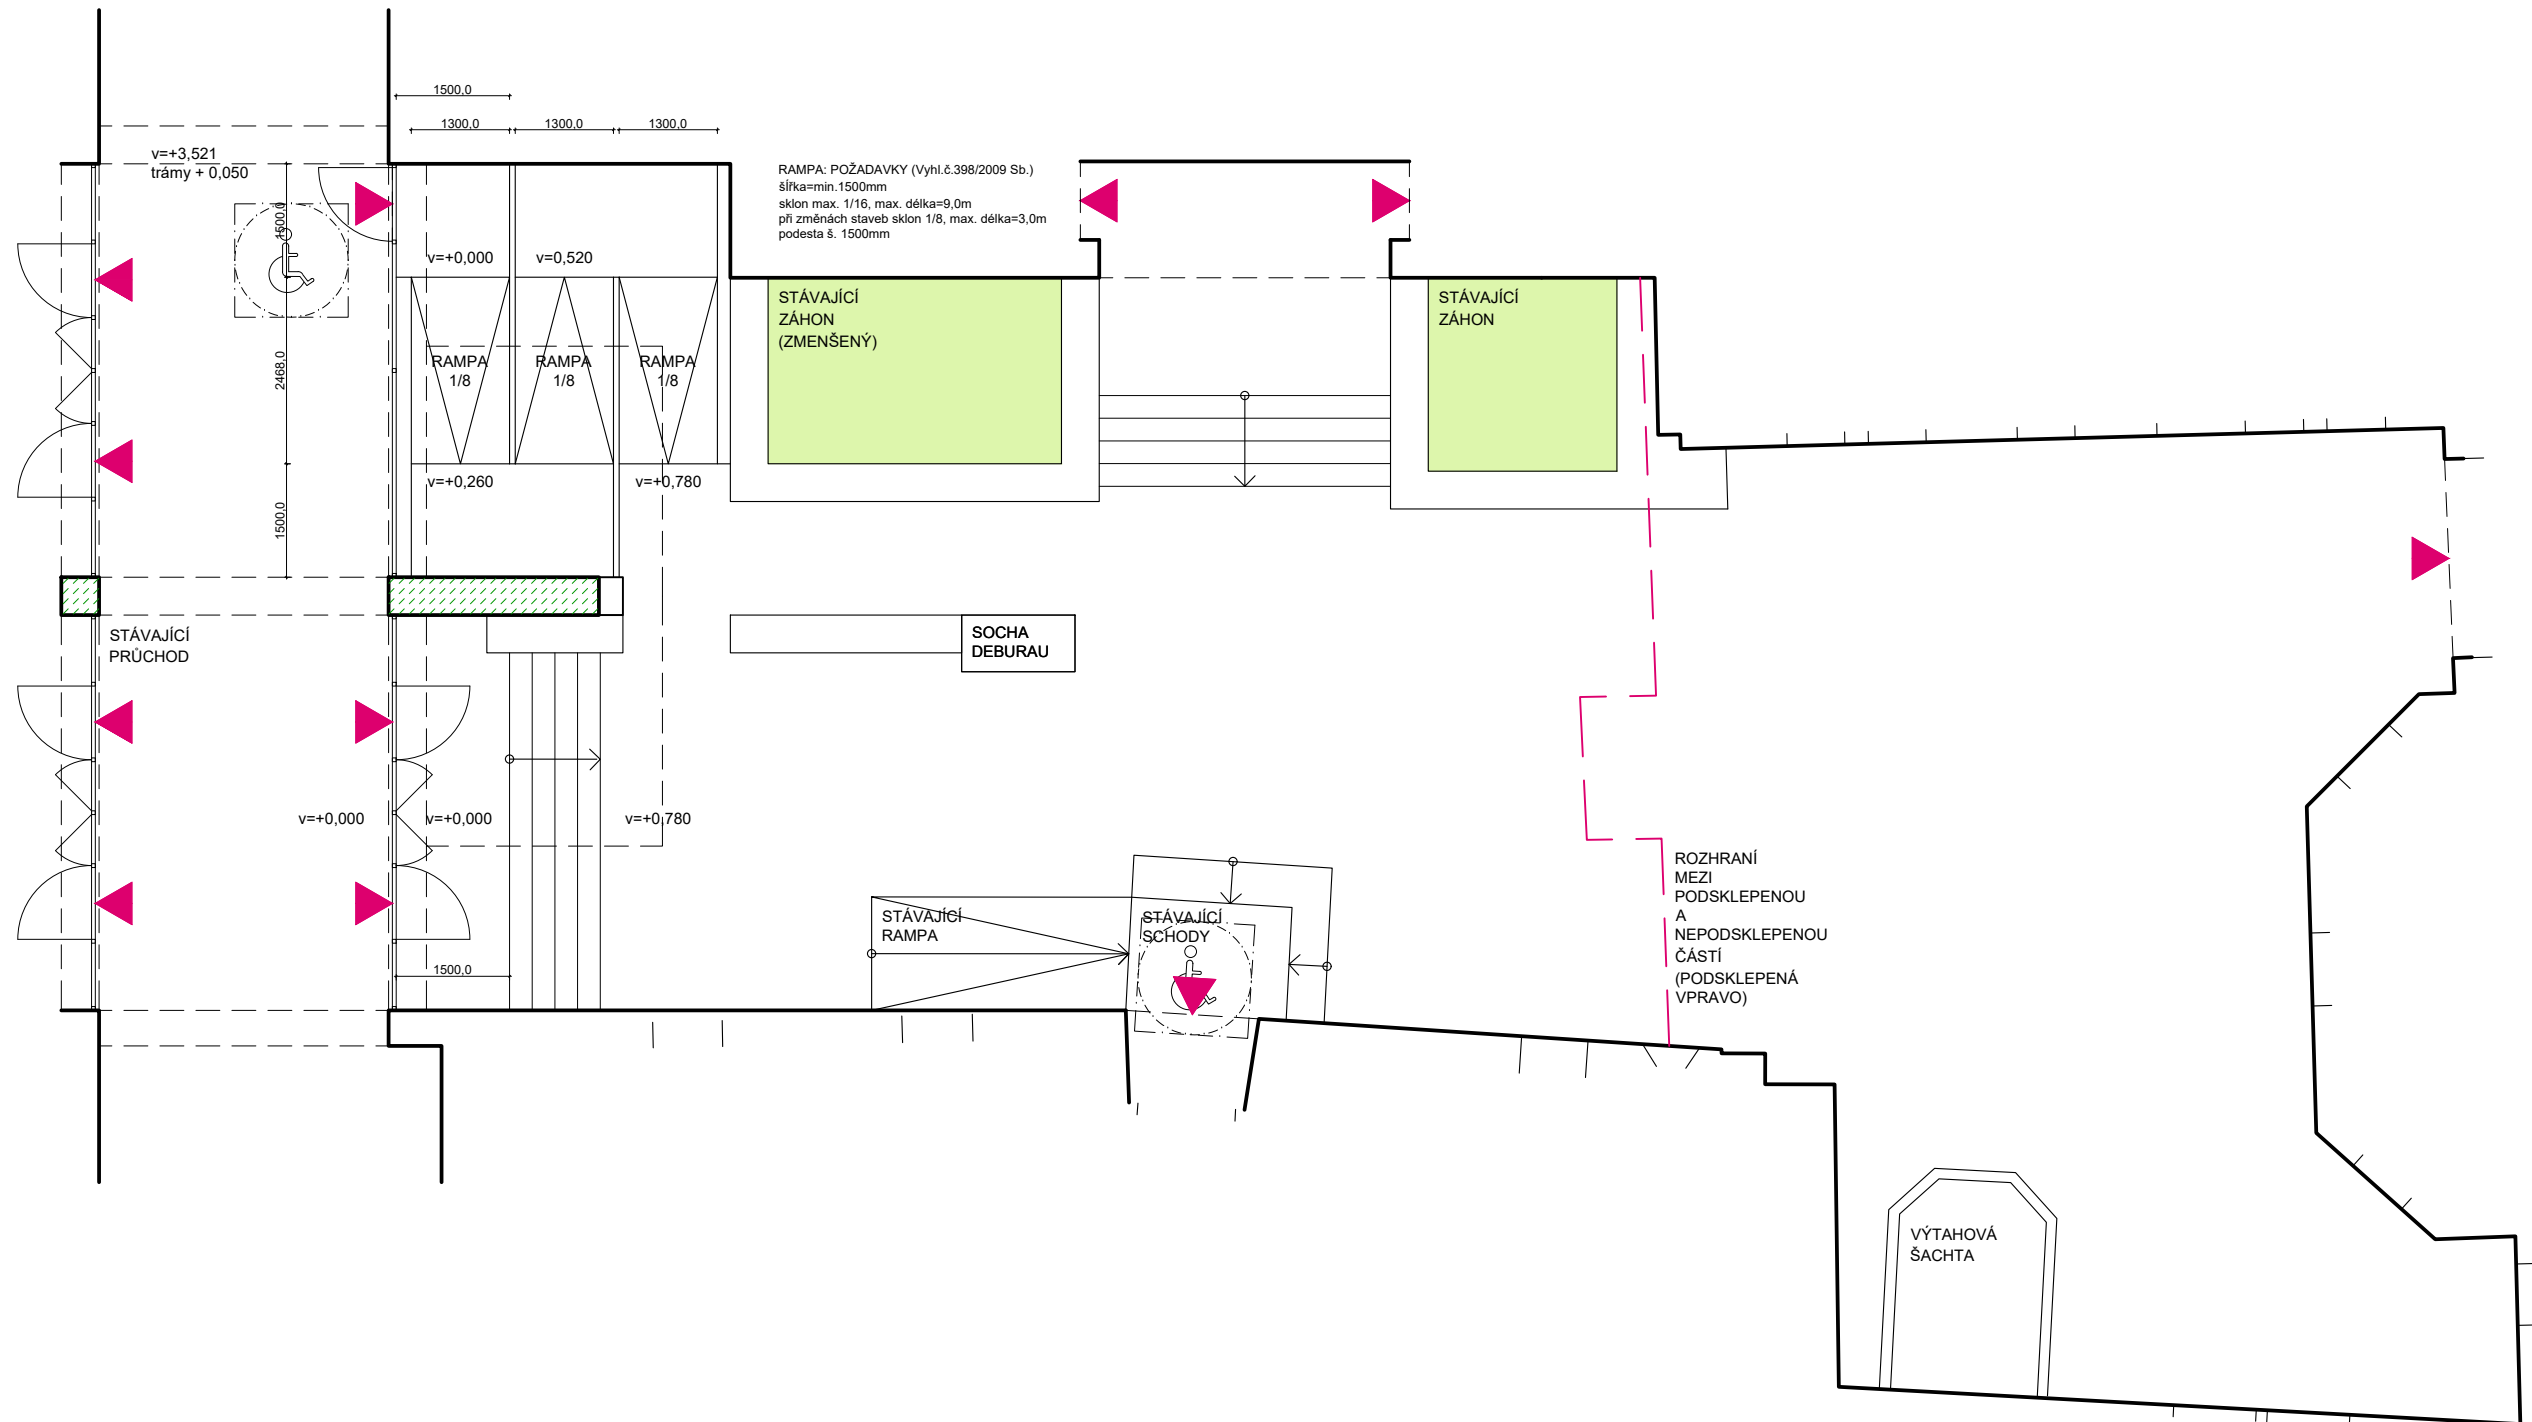 1500,0
1300,0
1300,0
1300,0
v=+3,521
trámy + 0,050
RAMPA: POŽADAVKY (Vyhl.č.398/2009 Sb.)
šířka=min.1500mm
sklon max. 1/16, max. délka=9,0m
při změnách staveb sklon 1/8, max. délka=3,0m
podesta š. 1500mm
1500,0
v=+0,000
v=0,520
STÁVAJÍCÍ
ZÁHON
(ZMENŠENÝ)
STÁVAJÍCÍ
ZÁHON
2468,0
RAMPA
1/8
RAMPA
1/8
RAMPA
1/8
v=+0,260
v=+0,780
1500,0
STÁVAJÍCÍ
PRŮCHOD
SOCHA
DEBURAU
v=+0,000
v=+0,000
v=+0,780
ROZHRANÍ
MEZI
PODSKLEPENOU
A
NEPODSKLEPENOU
ČÁSTÍ
(PODSKLEPENÁ
VPRAVO)
STÁVAJÍCÍ
RAMPA
STÁVAJÍCÍ
SCHODY
1500,0
VÝTAHOVÁ
ŠACHTA